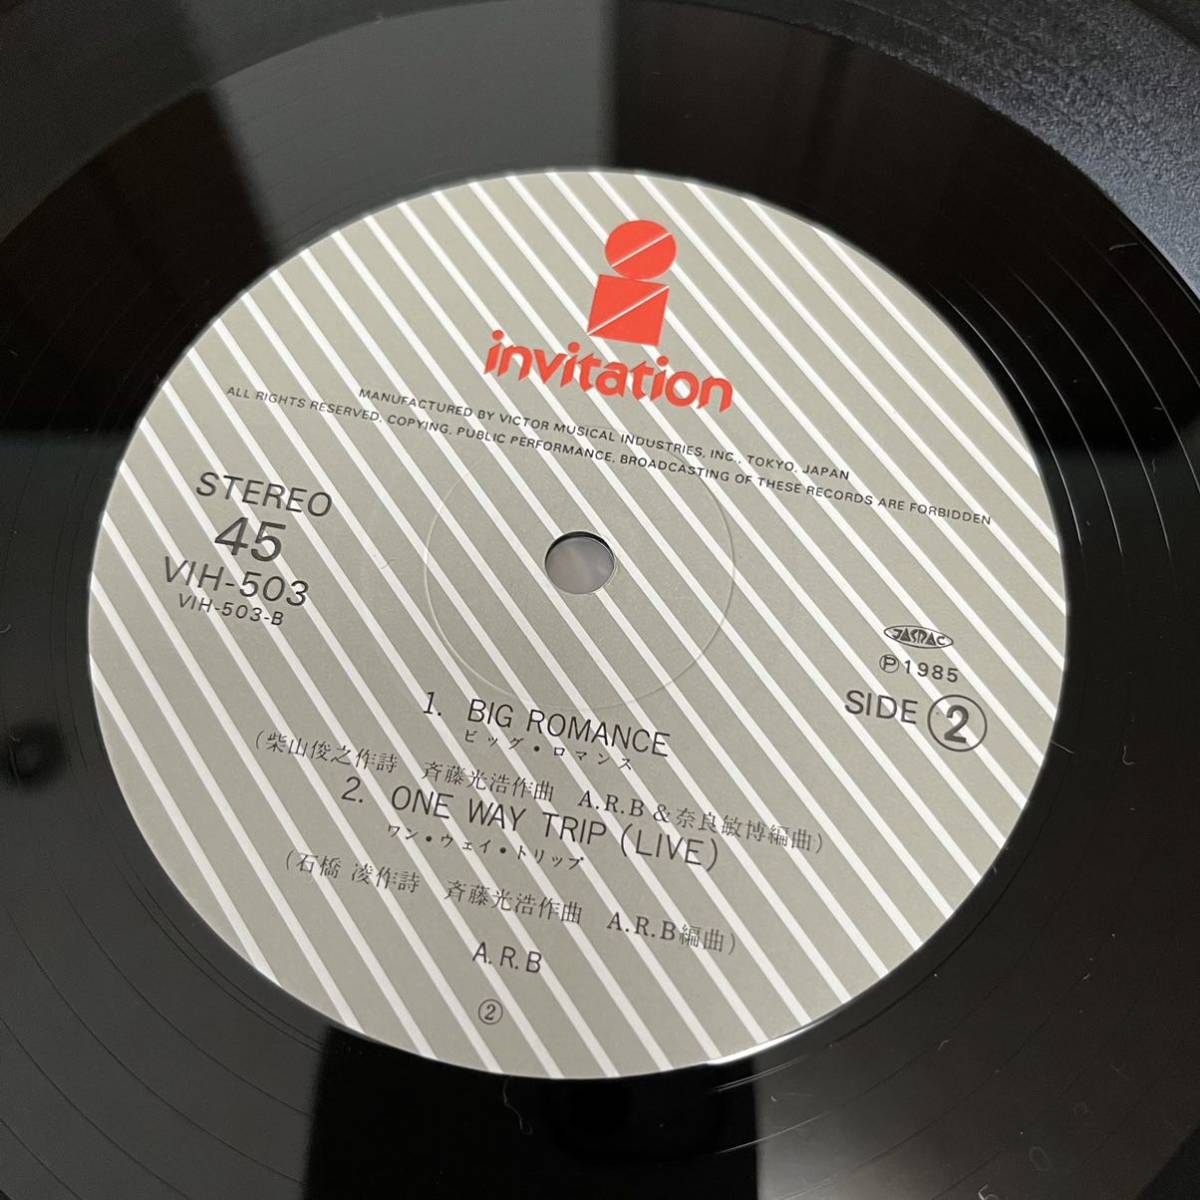 invitation
MANUFACTURED BY VICTOR MUSICAL INDUSTRIES, INC., TOKYO, JAPAN
ALL RIGHTS RESERVED. COPYING, PUBLIC PERFORMANCE, BROADCASTING OF THESE RECORDS ARE FORBIDDEN
STEREO
45
VIH-503
VIH-503-B
JASRAC
Ⓟ1985
SIDE ②
1. BIG ROMANCE
ビッグ・ロマンス
(柴山俊之作詩 斉藤光浩作曲 A.R.B&奈良敏博編曲)
2. ONE WAY TRIP (LIVE)
ワン・ウェイ・トリップ
(石橋 凌作詩 斉藤光浩作曲 A.R.B編曲)
A.R.B
②